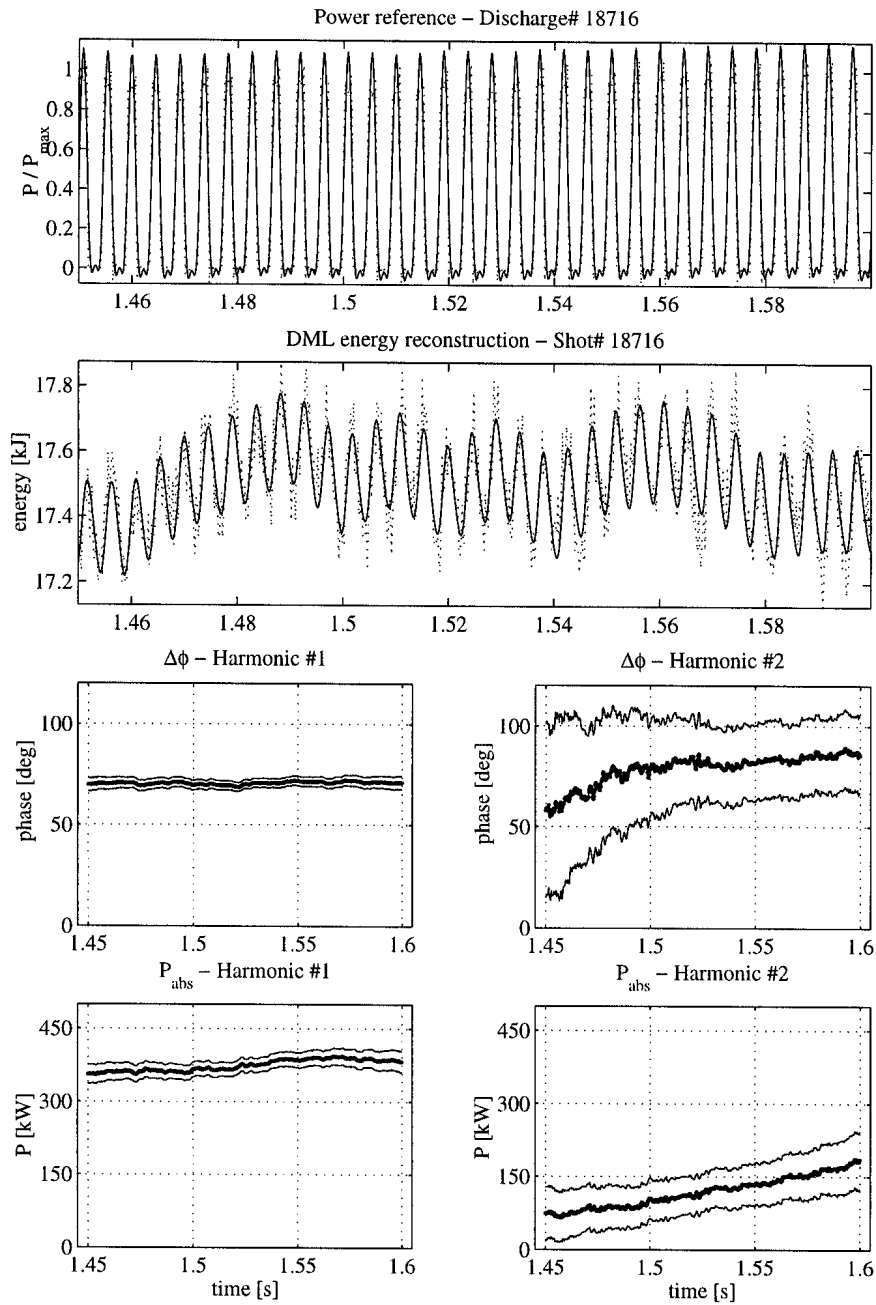 Power reference – Discharge# 18716
P / P_max
1
0.8
0.6
0.4
0.2
0
1.46 1.48 1.5 1.52 1.54 1.56 1.58
DML energy reconstruction – Shot# 18716
energy [kJ]
17.8
17.6
17.4
17.2
1.46 1.48 1.5 1.52 1.54 1.56 1.58
Δϕ – Harmonic #1
phase [deg]
100
50
0
1.45 1.5 1.55 1.6
Δϕ – Harmonic #2
phase [deg]
100
50
0
1.45 1.5 1.55 1.6
P_abs – Harmonic #1
P [kW]
450
300
150
0
1.45 1.5 1.55 1.6
time [s]
P_abs – Harmonic #2
P [kW]
450
300
150
0
1.45 1.5 1.55 1.6
time [s]